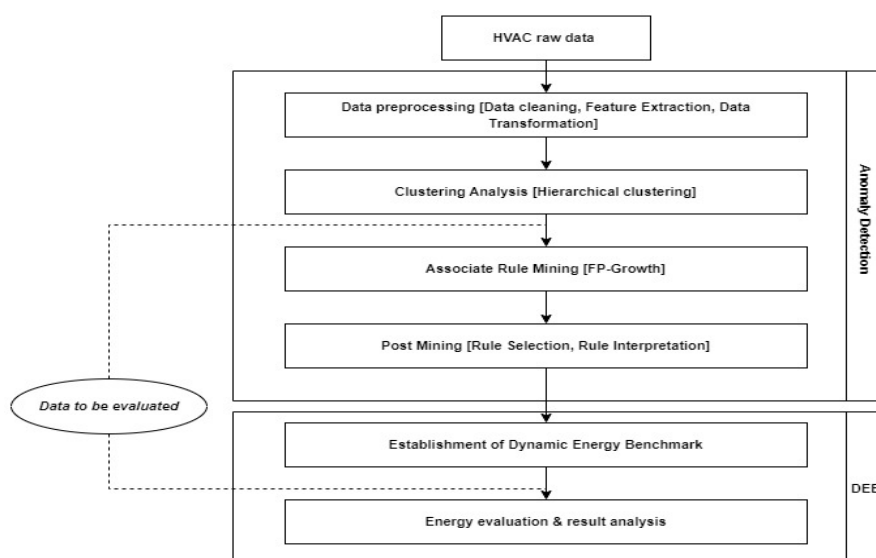 HVAC raw data
Data preprocessing [Data cleaning, Feature Extraction, Data
Transformation]
Clustering Analysis [Hierarchical clustering]
Associate Rule Mining [FP-Growth]
Post Mining [Rule Selection, Rule Interpretation]
Anomaly Detection
Data to be evaluated
Establishment of Dynamic Energy Benchmark
Energy evaluation & result analysis
DEB